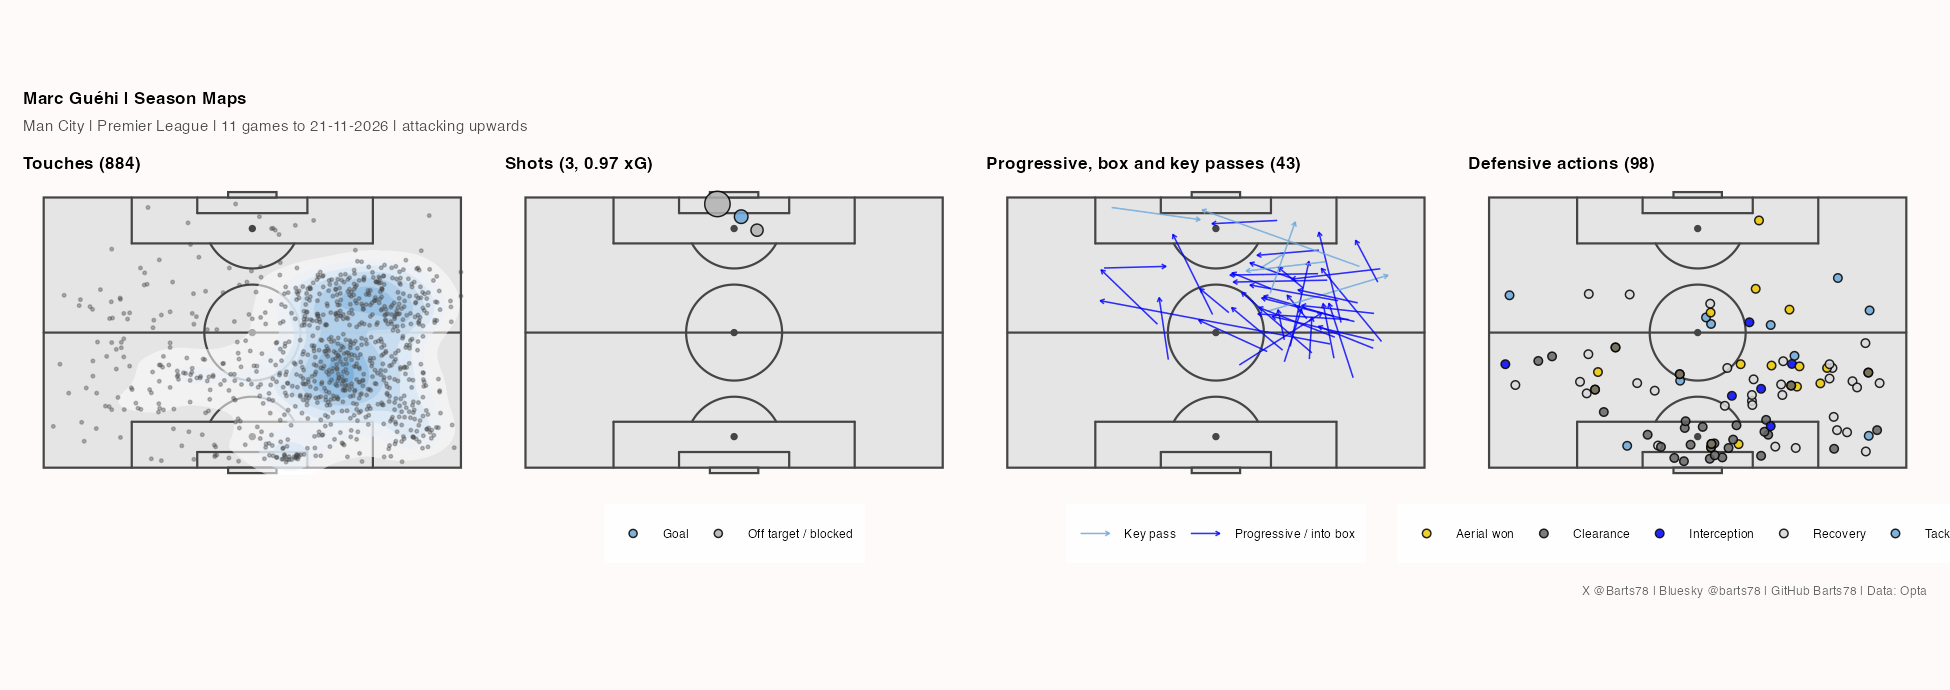 Marc Guéhi | Season Maps
Man City | Premier League | 11 games to 21-11-2026 | attacking upwards
Touches (884)
Shots (3, 0.97 xG)
Progressive, box and key passes (43)
Defensive actions (98)
Goal
Off target / blocked
Key pass
Progressive / into box
Aerial won
Clearance
Interception
Recovery
Tack
X @Barts78 | Bluesky @barts78 | GitHub Barts78 | Data: Opta